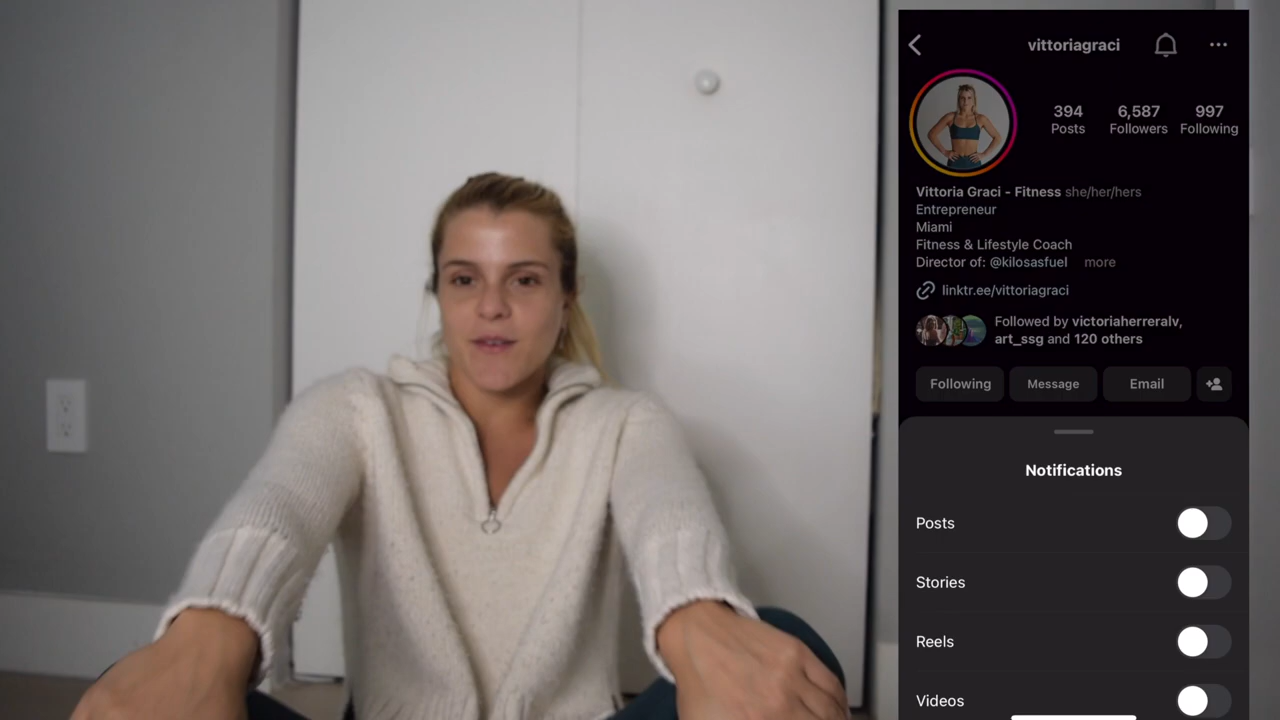 vittoriagraci
394
6,587
997
Posts
Followers
Following
Vittoria Graci - Fitness she/her/hers
Entrepreneur
Miami
Fitness & Lifestyle Coach
Director of: @kilosasfuel more
linktr.ee/vittoriagraci
Followed by victoriaherreralv,
art_ssg and 120 others
Following
Message
Email
Notifications
Posts
Stories
Reels
Videos